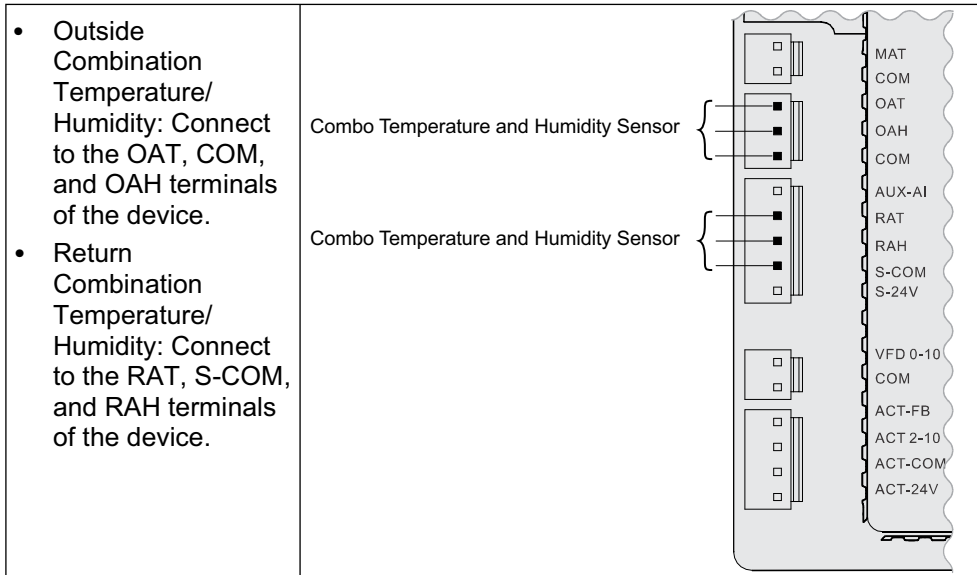 • Outside
Combination
Temperature/
Humidity: Connect
to the OAT, COM,
and OAH terminals
of the device.
• Return
Combination
Temperature/
Humidity: Connect
to the RAT, S-COM,
and RAH terminals
of the device.
Combo Temperature and Humidity Sensor
Combo Temperature and Humidity Sensor
MAT
COM
OAT
OAH
COM
AUX-AI
RAT
RAH
S-COM
S-24V
VFD 0-10
COM
ACT-FB
ACT 2-10
ACT-COM
ACT-24V